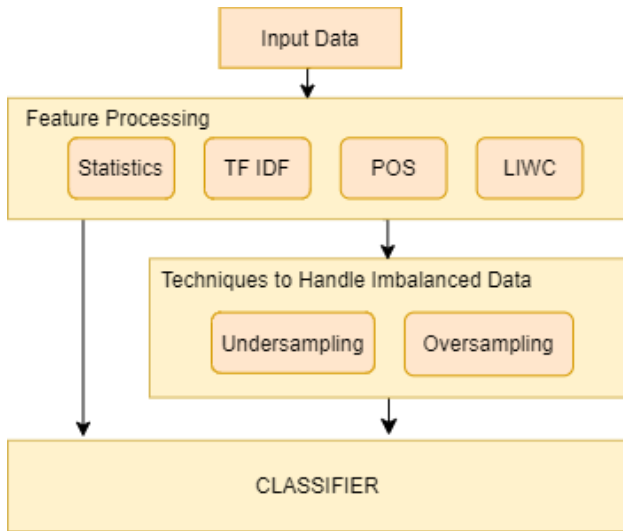 Input Data
Feature Processing
Statistics
TF IDF
POS
LIWC
Techniques to Handle Imbalanced Data
Undersampling
Oversampling
CLASSIFIER